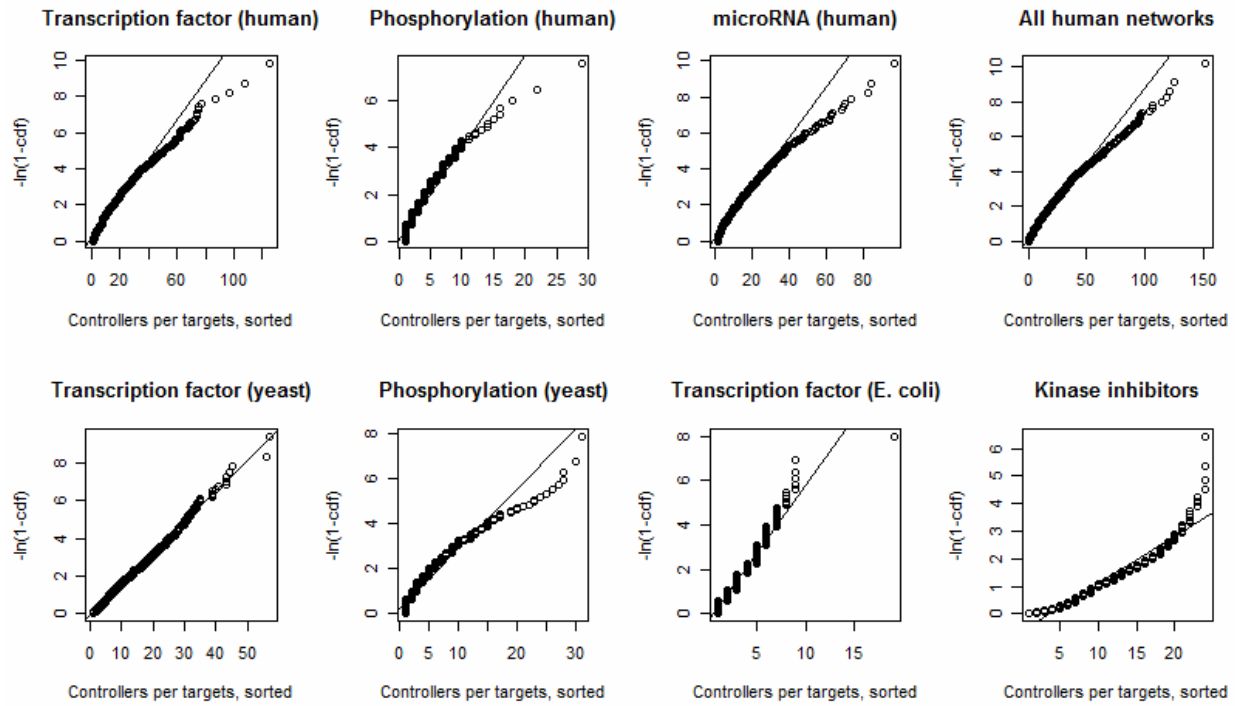 Transcription factor (human)
-ln(1-cdf)
10
8
6
4
2
0
0 20 60 100
Controllers per targets, sorted
Phosphorylation (human)
-ln(1-cdf)
6
4
2
0
0 5 10 15 20 25 30
Controllers per targets, sorted
microRNA (human)
-ln(1-cdf)
10
8
6
4
2
0
0 20 40 60 80
Controllers per targets, sorted
All human networks
-ln(1-cdf)
10
8
6
4
2
0
0 50 100 150
Controllers per targets, sorted
Transcription factor (yeast)
-ln(1-cdf)
8
6
4
2
0
0 10 20 30 40 50
Controllers per targets, sorted
Phosphorylation (yeast)
-ln(1-cdf)
8
6
4
2
0
0 5 10 20 30
Controllers per targets, sorted
Transcription factor (E. coli)
-ln(1-cdf)
8
6
4
2
0
5 10 15
Controllers per targets, sorted
Kinase inhibitors
-ln(1-cdf)
6
5
4
3
2
1
0
5 10 15 20
Controllers per targets, sorted